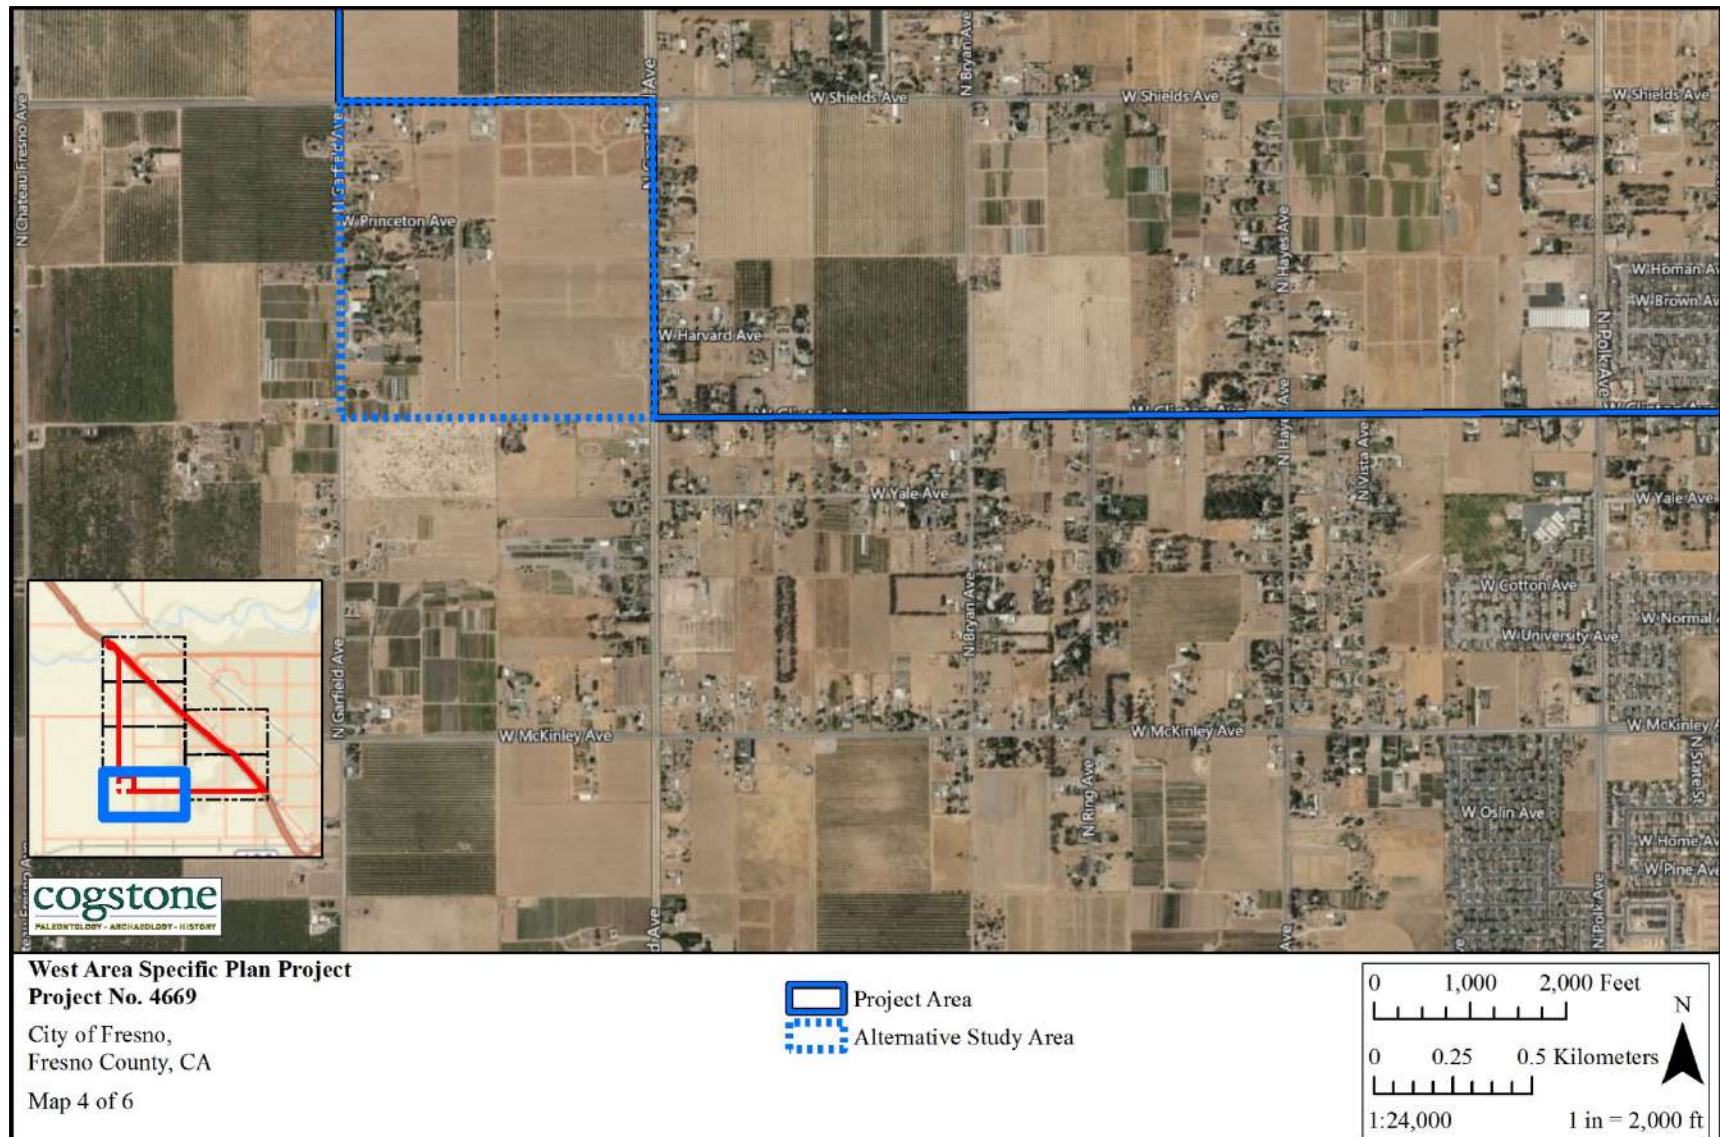 N Bryan Ave
W Shields Ave
W Shields Ave
W Shields Ave
N Chateau Fresno Ave
N Garfield Ave
W Princeton Ave
N Hayes Ave
W Homan Av
W Brown Av
N Polk Ave
W Harvard Ave
W Clinton Ave
Ave
N Vista Ave
W Yale Ave
W Yale Ave
W Cotton Ave
N Bryan Ave
W University Ave
W Normal
N Garfield Ave
W McKinley Ave
W McKinley Ave
W McKinley A
N State St
N Ring Ave
W Oslin Ave
W Home Av
W Pine Ave
N Polk Ave
d Ave
Ave
cogstone
PALEONTOLOGY - ARCHAEOLOGY - HISTORY
West Area Specific Plan Project
Project No. 4669
City of Fresno,
Fresno County, CA
Map 4 of 6
Project Area
Alternative Study Area
0 1,000 2,000 Feet
N
0 0.25 0.5 Kilometers
1:24,000 1 in = 2,000 ft